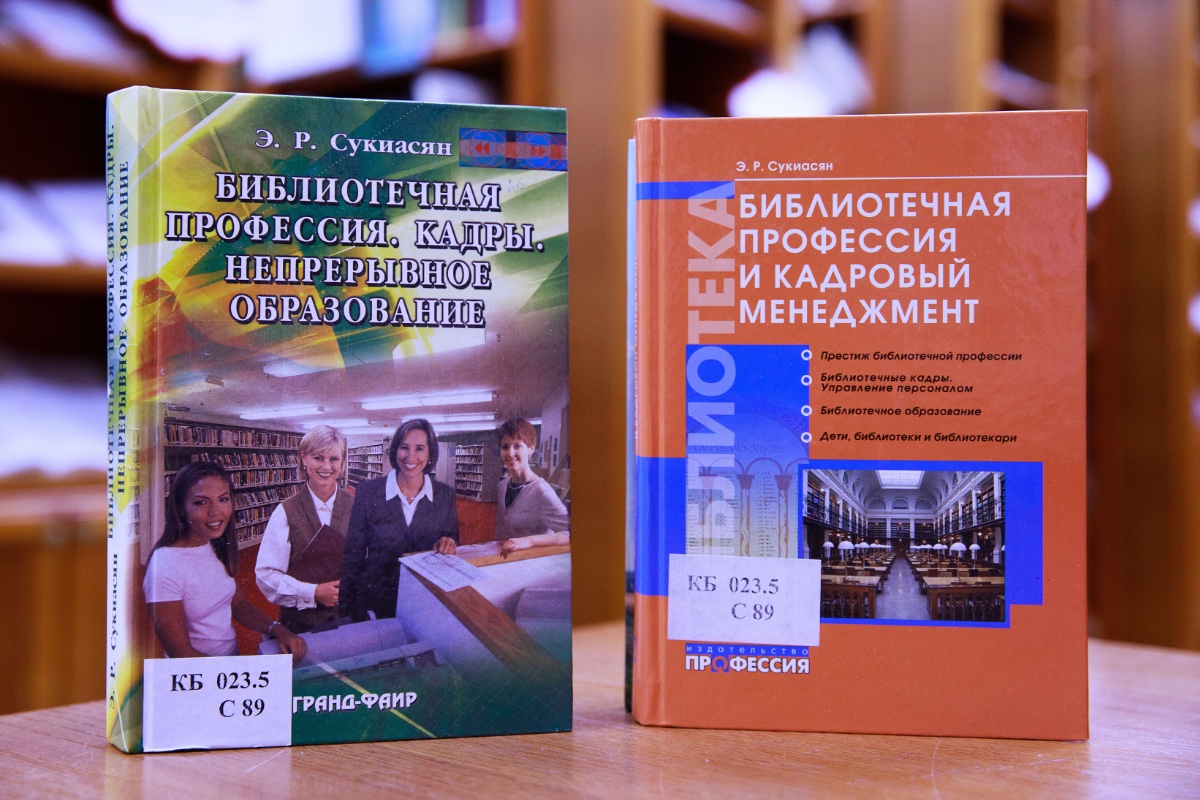 Э. Р. Сукиасян
БИБЛИОТЕЧНАЯ
ПРОФЕССИЯ. КАДРЫ.
НЕПРЕРЫВНОЕ
ОБРАЗОВАНИЕ
Э. Р. Сукиасян БИБЛИОТЕЧНАЯ ПРОФЕССИЯ. КАДРЫ.
НЕПРЕРЫВНОЕ ОБРАЗОВАНИЕ
КБ 023.5
С 89
ГРАНД-ФАИР
Э. Р. Сукиасян
БИБЛИОТЕЧНАЯ
ПРОФЕССИЯ
И КАДРОВЫЙ
МЕНЕДЖМЕНТ
БИБЛИОТЕКА
Престиж библиотечной профессии
Библиотечные кадры.
Управление персоналом
Библиотечное образование
Дети, библиотеки и библиотекари
КБ 023.5
С 89
издательство
ПРОФЕССИЯ